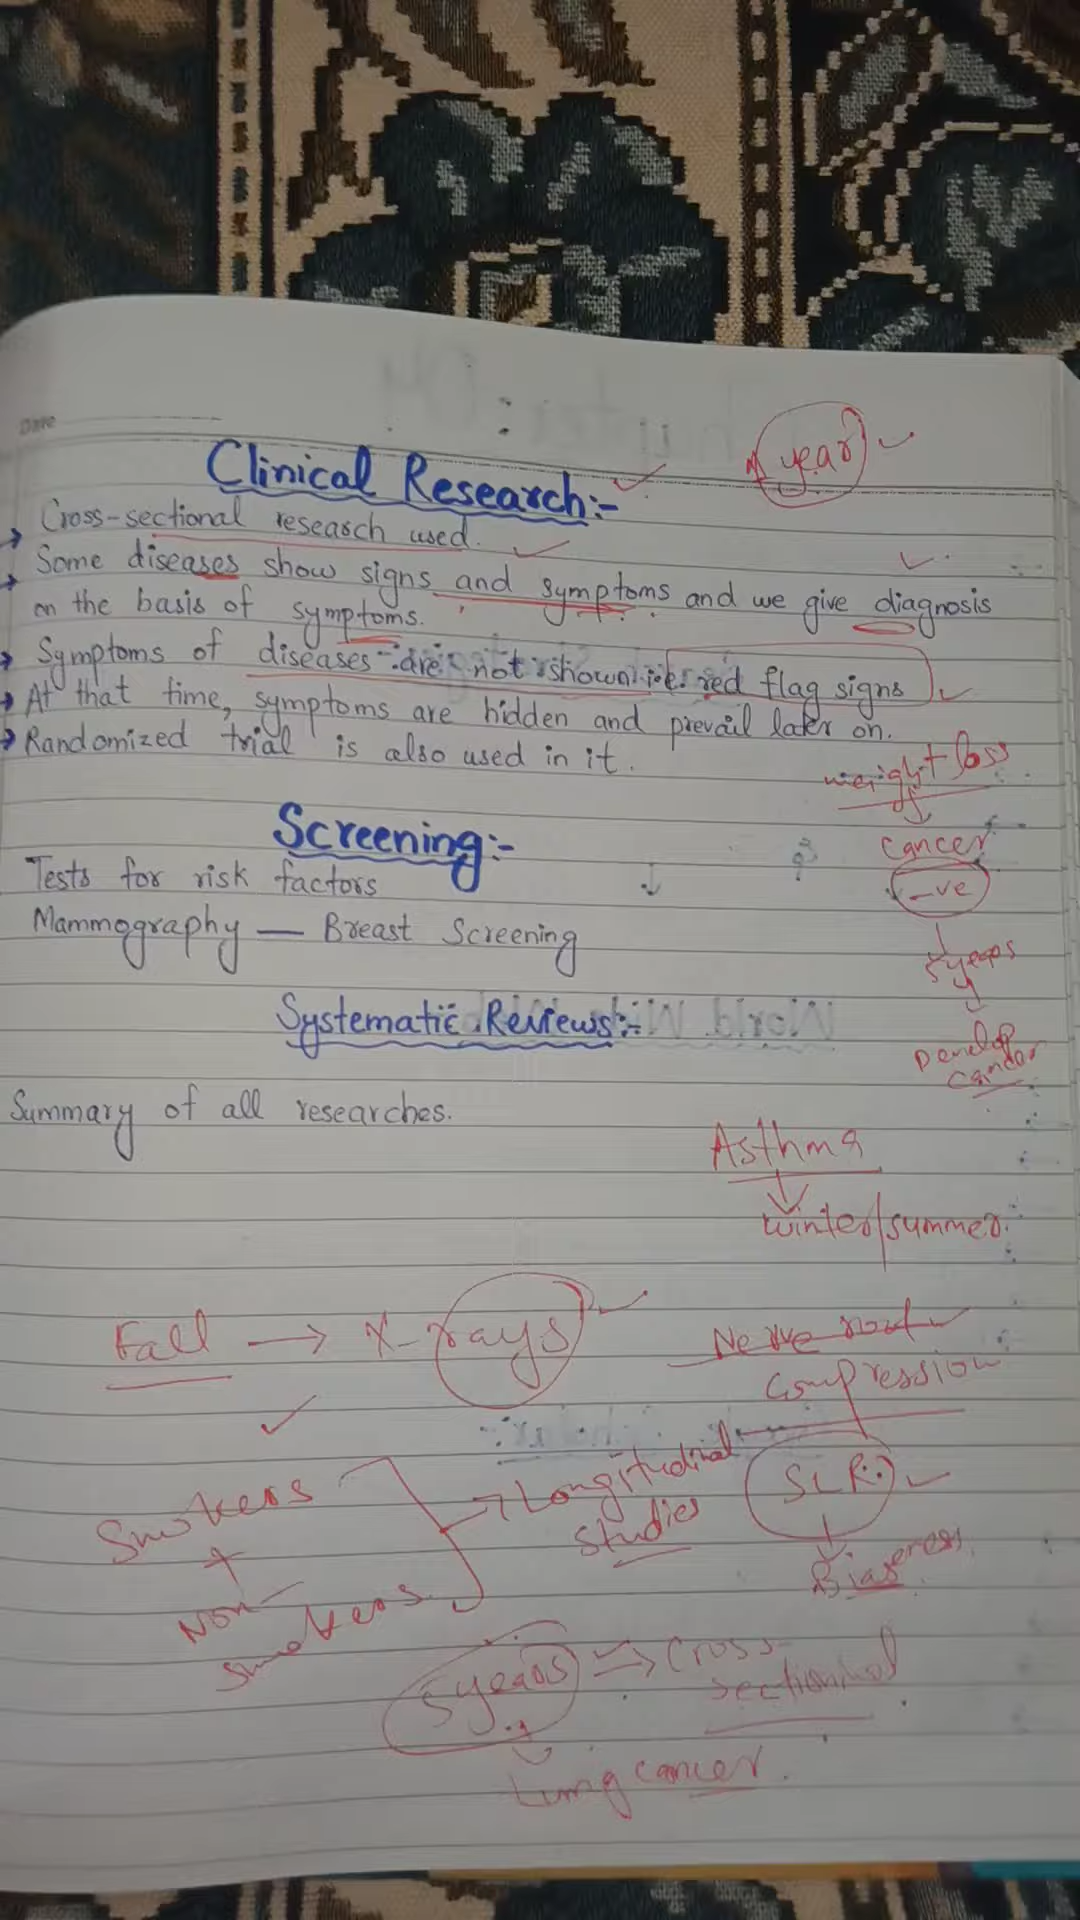 Date
1 year
Clinical Research:-
→ Cross-sectional research used.
→ Some diseases show signs and symptoms and we give diagnosis
on the basis of symptoms.
→ Symptoms of diseases are not shown i.e. red flag signs
→ At that time, symptoms are hidden and prevail later on.
→ Randomized trial is also used in it.
weight loss
cancer
-ve
5 years
Develop
cancer
Screening:-
Tests for risk factors
Mammography — Breast Screening
Systematic Reviews:-
Summary of all researches.
Asthma
winter/summer
Fall → X-rays
Nerve root
compression
SLR
Biaseness
Smokers
+
Non
smokers
Longitudinal
studies
5 years ⇒ Cross
sectional
Lung cancer.